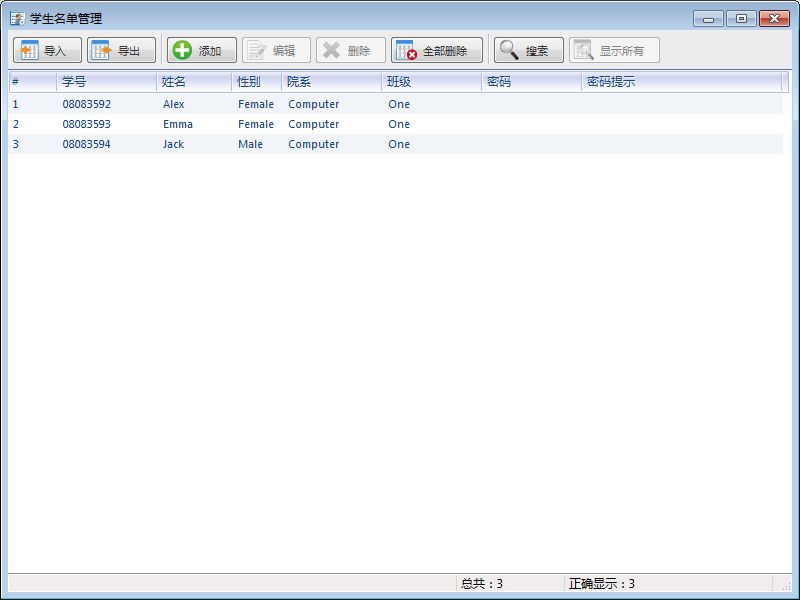 学生名单管理
导入 导出 添加 编辑 删除 全部删除 搜索 显示所有
# 学号 姓名 性别 院系 班级 密码 密码提示
1 08083592 Alex Female Computer One
2 08083593 Emma Female Computer One
3 08083594 Jack Male Computer One
总共：3 正确显示：3